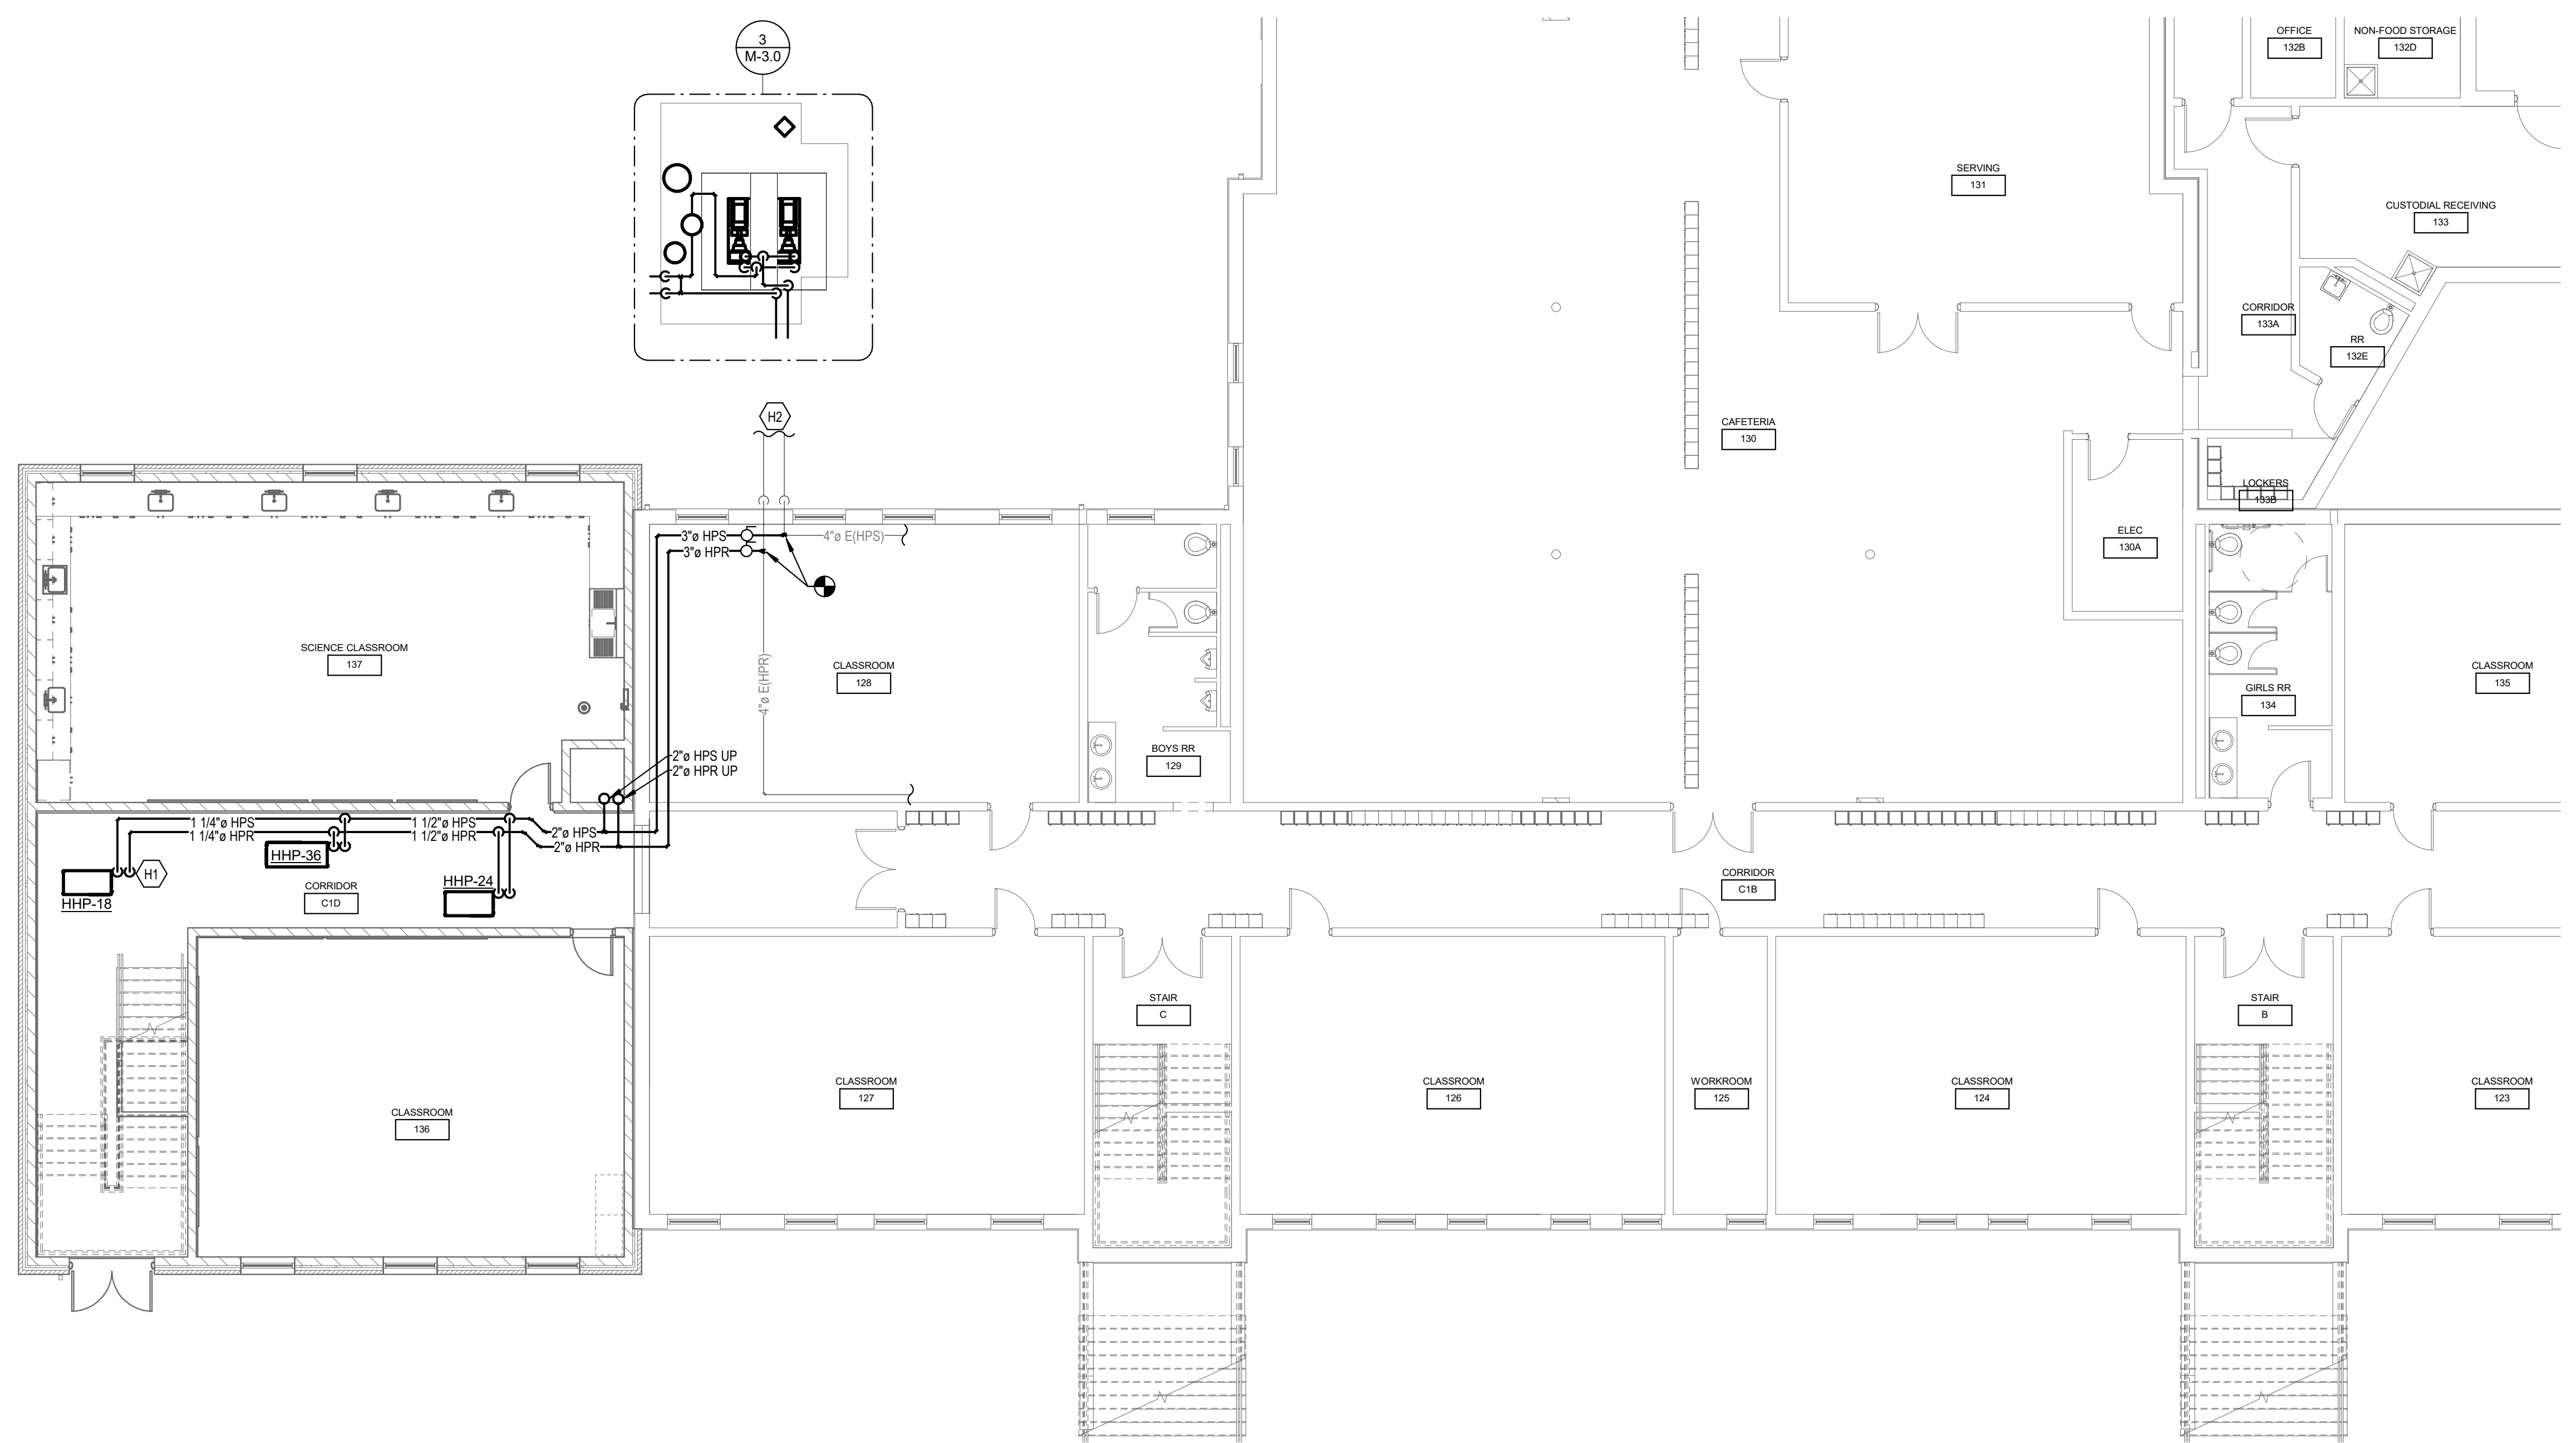 3
M-3.0
OFFICE
132B
NON-FOOD STORAGE
132D
SERVING
131
CUSTODIAL RECEIVING
133
CORRIDOR
133A
RR
132E
H2
CAFETERIA
130
LOCKERS
133B
ELEC
130A
3"ø HPS
4"ø E(HPS)
3"ø HPR
4"ø E(HPR)
SCIENCE CLASSROOM
137
CLASSROOM
128
CLASSROOM
135
GIRLS RR
134
BOYS RR
129
2"ø HPS UP
2"ø HPR UP
1 1/4"ø HPS
1 1/2"ø HPS
1 1/4"ø HPR
1 1/2"ø HPR
2"ø HPS
2"ø HPR
HHP-36
H1
HHP-24
HHP-18
CORRIDOR
C1D
CORRIDOR
C1B
STAIR
C
STAIR
B
CLASSROOM
136
CLASSROOM
127
CLASSROOM
126
WORKROOM
125
CLASSROOM
124
CLASSROOM
123